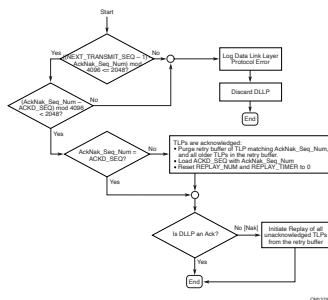 Start
((NEXT_TRANSMIT_SEQ – 1) –
AckNak_Seq_Num) mod
4096 <= 2048?
No
Yes
Log Data Link Layer
Protocol Error
Discard DLLP
End
(AckNak_Seq_Num –
ACKD_SEQ) mod 4096
< 2048?
No
Yes
AckNak_Seq_Num =
ACKD_SEQ?
No
Yes
TLPs are acknowledged:
• Purge retry buffer of TLP matching AckNak_Seq_Num,
and all older TLPs in the retry buffer.
• Load ACKD_SEQ with AckNak_Seq_Num
• Reset REPLAY_NUM and REPLAY_TIMER to 0
Is DLLP an Ack?
No [Nak]
Yes
Initiate Replay of all
unacknowledged TLPs
from the retry buffer
End